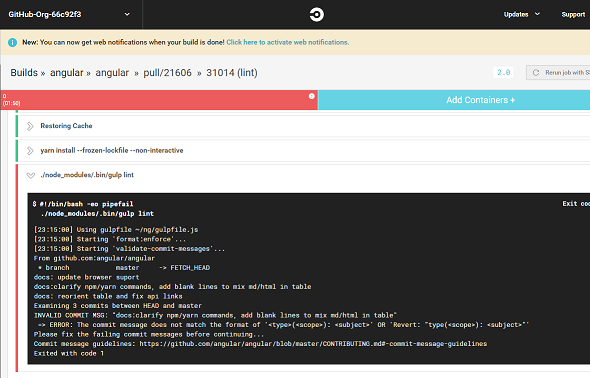 GitHub-Org-66c92f3
Updates
Support
New: You can now get web notifications when your build is done! Click here to activate web notifications.
Builds » angular » angular » pull/21606 » 31014 (lint)
2.0
Rerun job with S
0
(01:50)
Add Containers +
Restoring Cache
yarn install --frozen-lockfile --non-interactive
./node_modules/.bin/gulp lint
$ #!/bin/bash -eo pipefail
Exit co
./node_modules/.bin/gulp lint
[23:15:00] Using gulpfile ~/ng/gulpfile.js
[23:15:00] Starting 'format:enforce'...
[23:15:00] Starting 'validate-commit-messages'...
From github.com:angular/angular
* branch master -> FETCH_HEAD
docs: update browser suport
docs:clarify npm/yarn commands, add blank lines to mix md/html in table
docs: reorient table and fix api links
Examining 3 commits between HEAD and master
INVALID COMMIT MSG: "docs:clarify npm/yarn commands, add blank lines to mix md/html in table"
=> ERROR: The commit message does not match the format of '<type>(<scope>): <subject>' OR 'Revert: "type(<scope>): <subject>"'
Please fix the failing commit messages before continuing...
Commit message guidelines: https://github.com/angular/angular/blob/master/CONTRIBUTING.md#-commit-message-guidelines
Exited with code 1